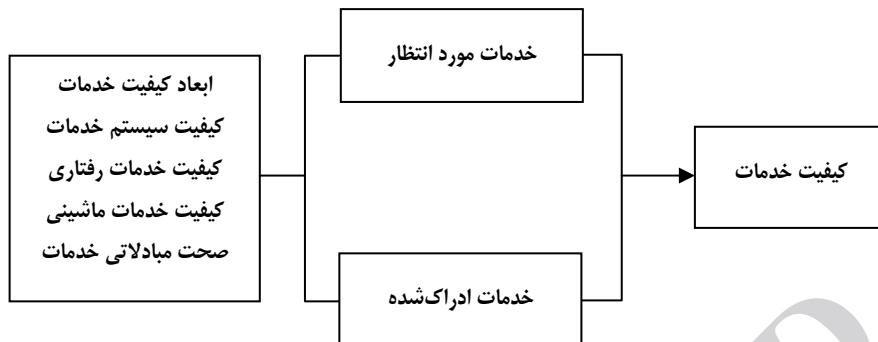 خدمات مورد انتظار
ابعاد کیفیت خدمات
کیفیت سیستم خدمات
کیفیت خدمات رفتاری
کیفیت خدمات ماشینی
صحت مبادلاتی خدمات
کیفیت خدمات
خدمات ادراک‌شده